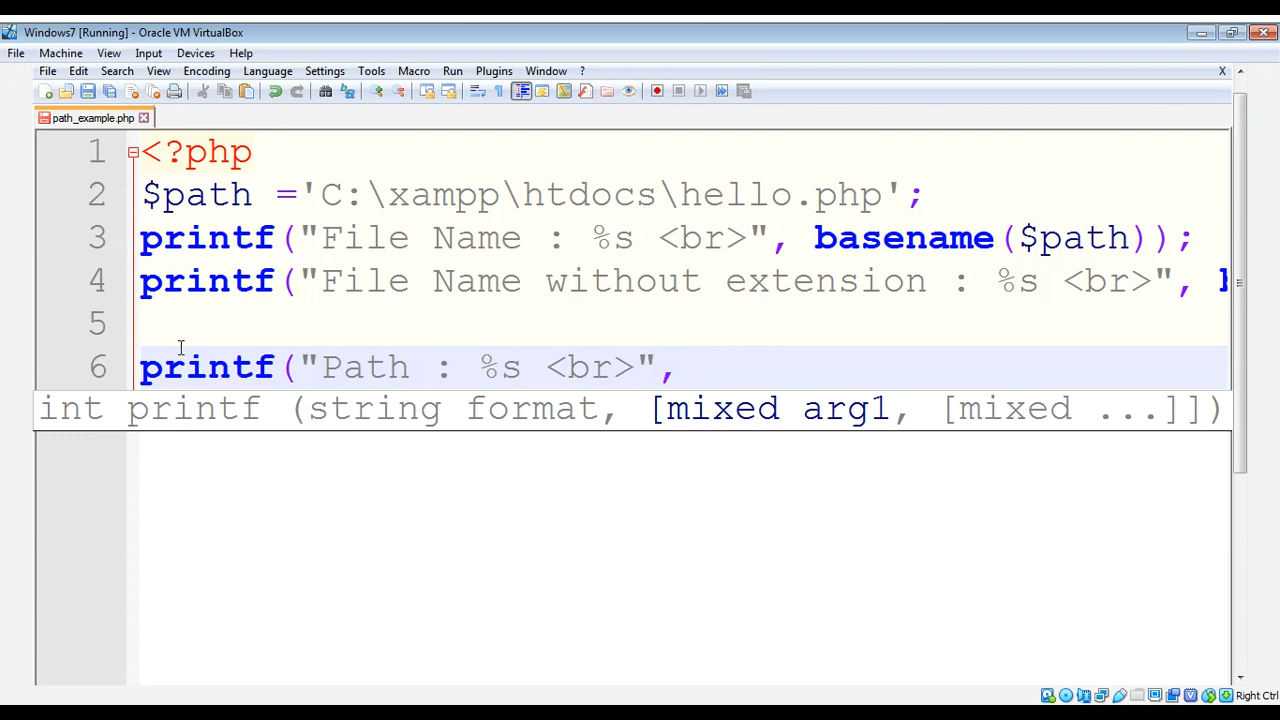 Windows7 [Running] - Oracle VM VirtualBox
File Machine View Input Devices Help
File Edit Search View Encoding Language Settings Tools Macro Run Plugins Window ? X
path_example.php
1 <?php
2 $path ='C:\xampp\htdocs\hello.php';
3 printf("File Name : %s <br>", basename($path));
4 printf("File Name without extension : %s <br>",
5
6 printf("Path : %s <br>",
int printf (string format, [mixed arg1, [mixed ...]])
Right Ctrl